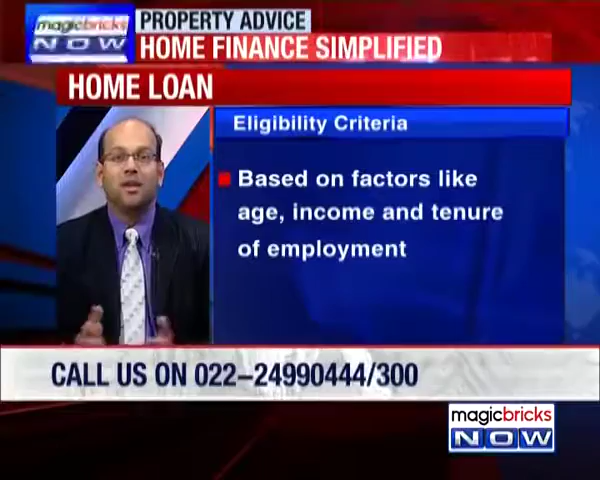 magicbricks
NOW
PROPERTY ADVICE
HOME FINANCE SIMPLIFIED
HOME LOAN
Eligibility Criteria
Based on factors like
age, income and tenure
of employment
CALL US ON 022-24990444/300
magicbricks
NOW